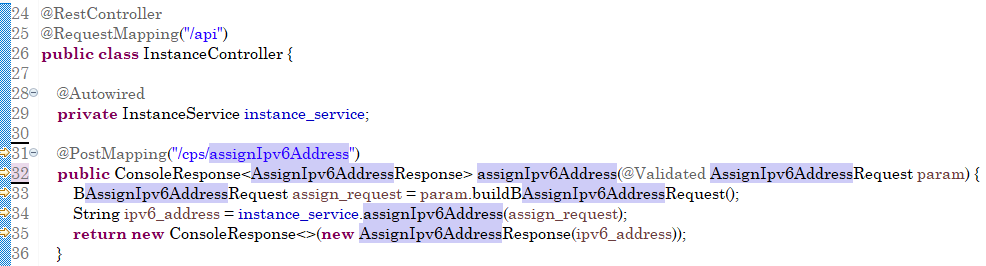 24 @RestController
25 @RequestMapping("/api")
26 public class InstanceController {
27
28 @Autowired
29 private InstanceService instance_service;
30
31 @PostMapping("/cps/assignIpv6Address")
32 public ConsoleResponse<AssignIpv6AddressResponse> assignIpv6Address(@Validated AssignIpv6AddressRequest param) {
33 BAssignIpv6AddressRequest assign_request = param.buildBAssignIpv6AddressRequest();
34 String ipv6_address = instance_service.assignIpv6Address(assign_request);
35 return new ConsoleResponse<>(new AssignIpv6AddressResponse(ipv6_address));
36 }